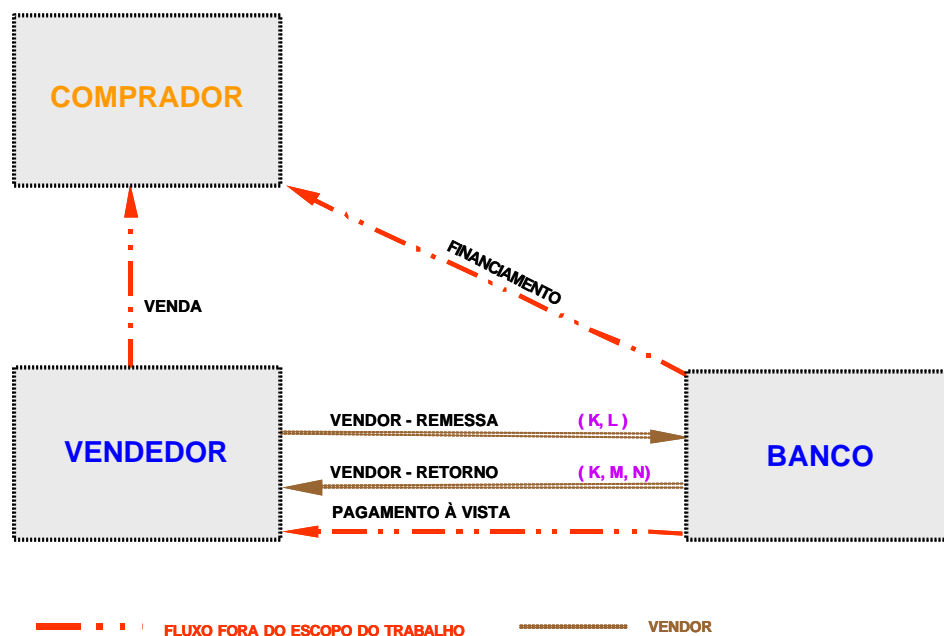 COMPRADOR
FINANCIAMENTO
VENDA
VENDOR - REMESSA ( K, L )
VENDEDOR
VENDOR - RETORNO ( K, M, N)
BANCO
PAGAMENTO À VISTA
FLUXO FORA DO ESCOPO DO TRABALHO
VENDOR